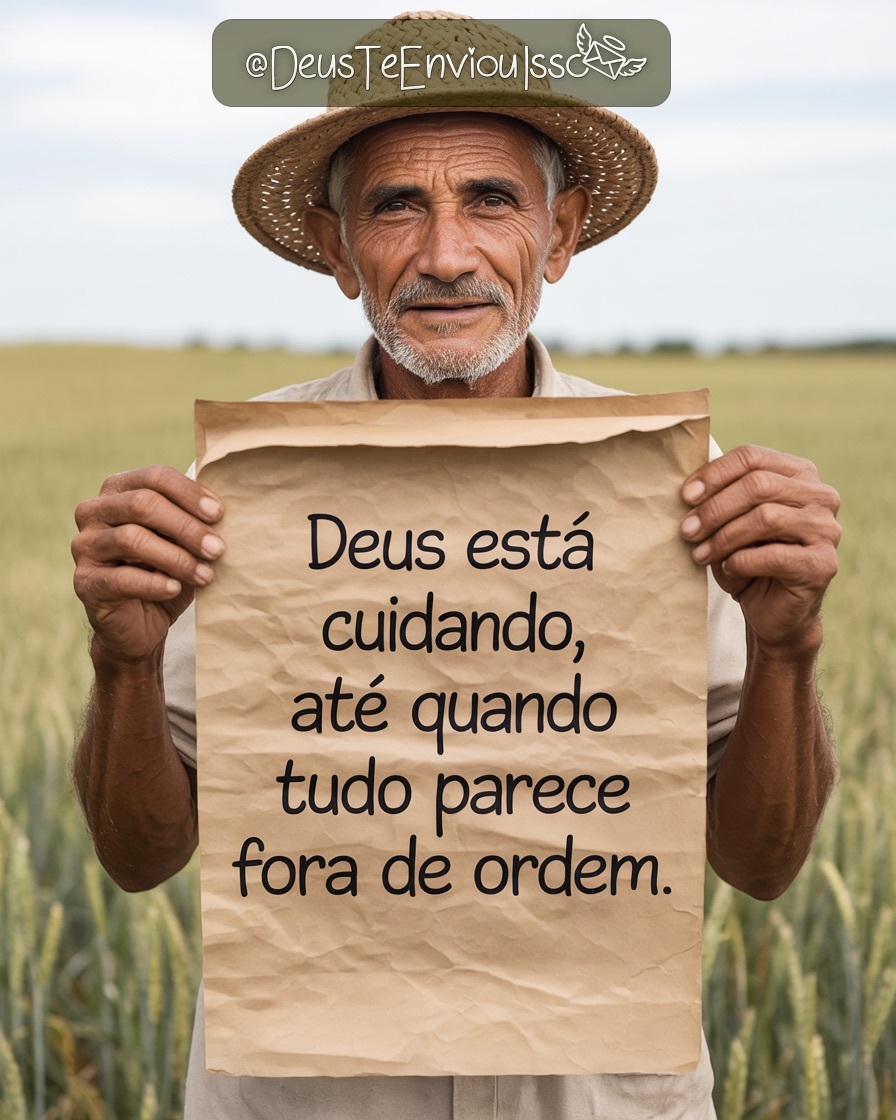 @DeusTeEnviouIsso
Deus está
cuidando,
até quando
tudo parece
fora de ordem.